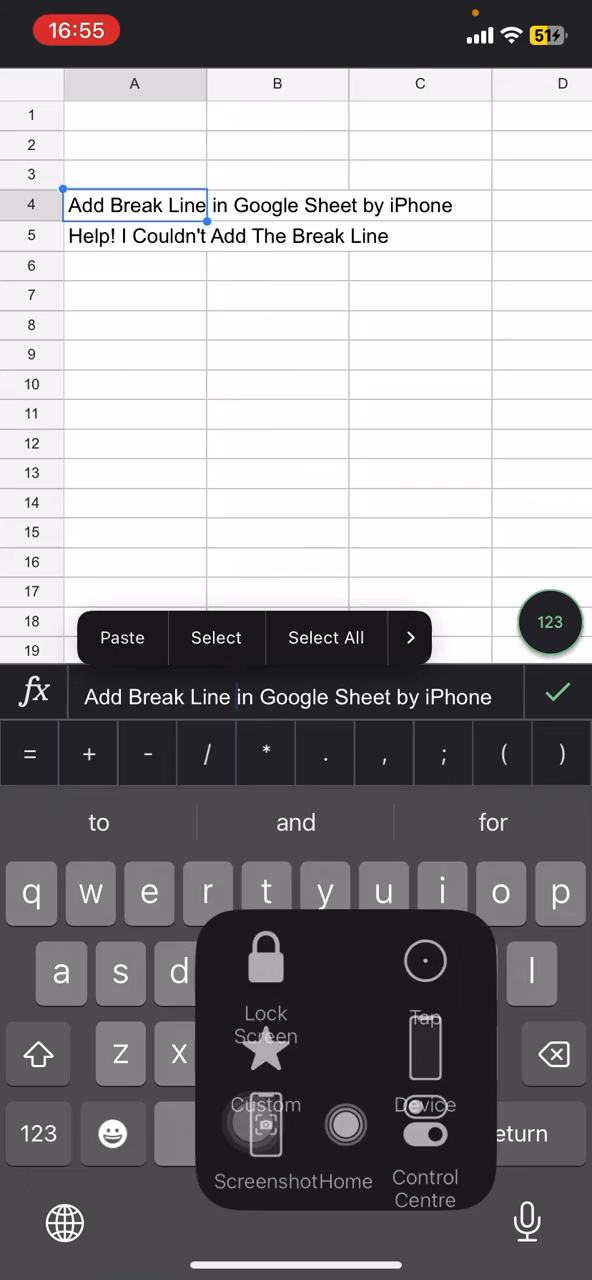 16:55
51
A B C D
1
2
3
4 Add Break Line in Google Sheet by iPhone
5 Help! I Couldn't Add The Break Line
6
7
8
9
10
11
12
13
14
15
16
17
18
19
123
Paste Select Select All
fx Add Break Line in Google Sheet by iPhone
= + - / * . , ; ( )
to and for
q w e r t y u i o p
a s d l
z x
Lock Screen
Tap
Custom
Device
123 eturn
Screenshot Home Control Centre